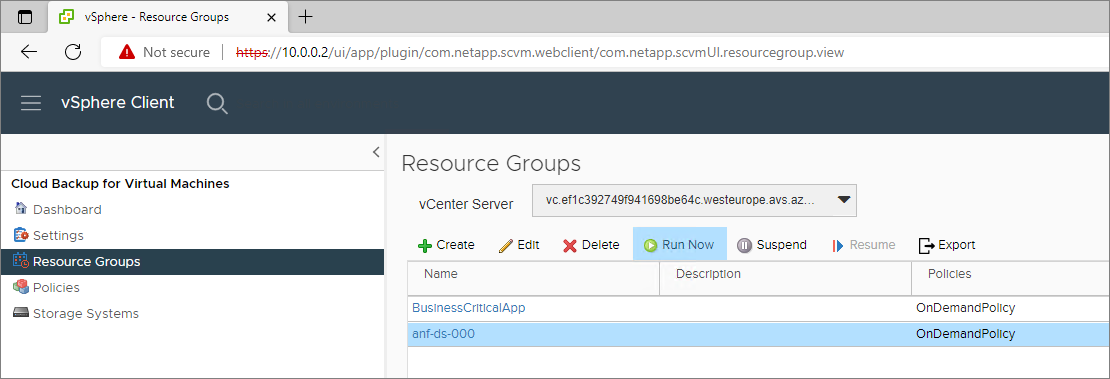 vSphere - Resource Groups
Not secure https://10.0.0.2/ui/app/plugin/com.netapp.scvm.webclient/com.netapp.scvmUI.resourcegroup.view
vSphere Client
Cloud Backup for Virtual Machines
Dashboard
Settings
Resource Groups
Policies
Storage Systems
Resource Groups
vCenter Server vc.ef1c392749f941698be64c.westeurope.avs.az...
Create Edit Delete Run Now Suspend Resume Export
Name Description Policies
BusinessCriticalApp OnDemandPolicy
anf-ds-000 OnDemandPolicy